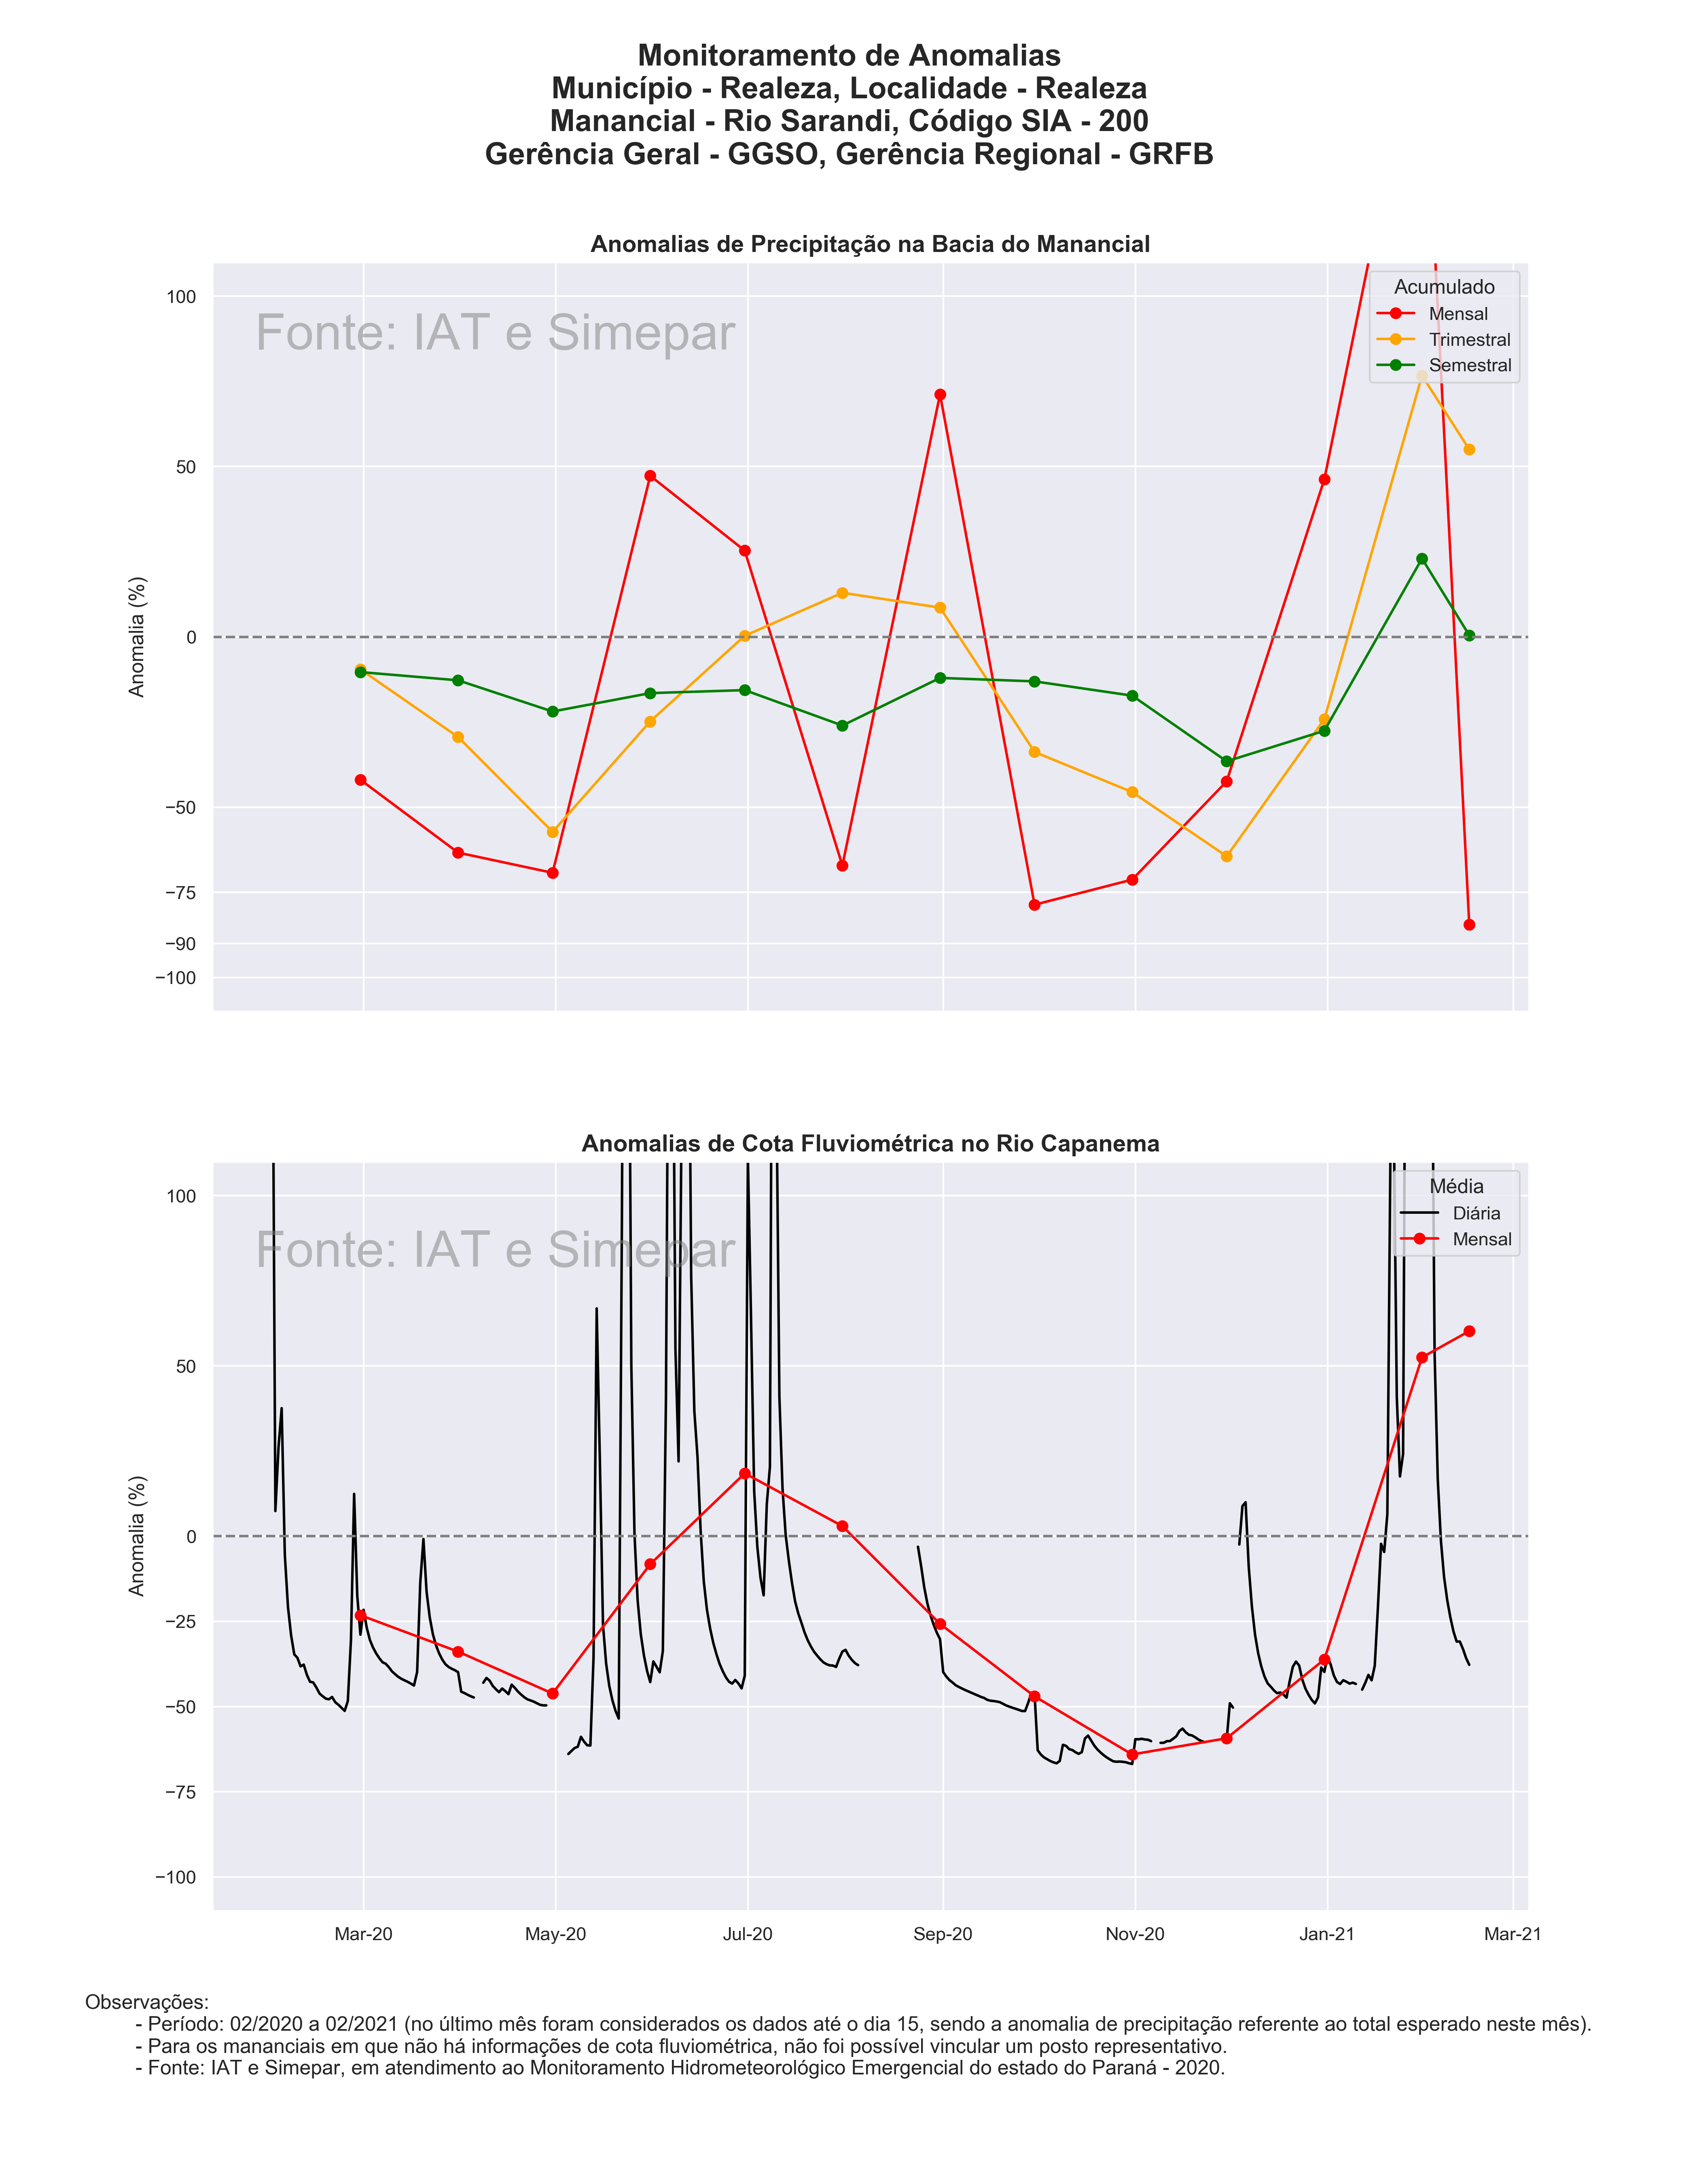 Monitoramento de Anomalias
Município - Realeza, Localidade - Realeza
Manancial - Rio Sarandi, Código SIA - 200
Gerência Geral - GGSO, Gerência Regional - GRFB
Anomalias de Precipitação na Bacia do Manancial
Fonte: IAT e Simepar
Acumulado
Mensal
Trimestral
Semestral
Anomalia (%)
100
50
0
−50
−75
−90
−100
Anomalias de Cota Fluviométrica no Rio Capanema
Fonte: IAT e Simepar
Média
Diária
Mensal
Anomalia (%)
100
50
0
−25
−50
−75
−100
Mar-20 May-20 Jul-20 Sep-20 Nov-20 Jan-21 Mar-21
Observações:
- Período: 02/2020 a 02/2021 (no último mês foram considerados os dados até o dia 15, sendo a anomalia de precipitação referente ao total esperado neste mês).
- Para os mananciais em que não há informações de cota fluviométrica, não foi possível vincular um posto representativo.
- Fonte: IAT e Simepar, em atendimento ao Monitoramento Hidrometeorológico Emergencial do estado do Paraná - 2020.